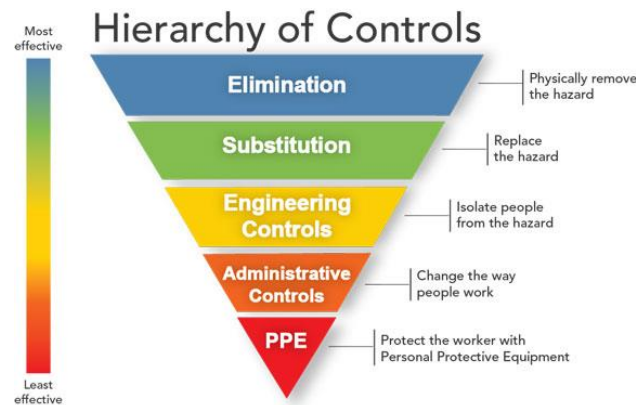 Hierarchy of Controls
Most
effective
Elimination
Physically remove
the hazard
Substitution
Replace
the hazard
Engineering
Controls
Isolate people
from the hazard
Administrative
Controls
Change the way
people work
PPE
Protect the worker with
Personal Protective Equipment
Least
effective